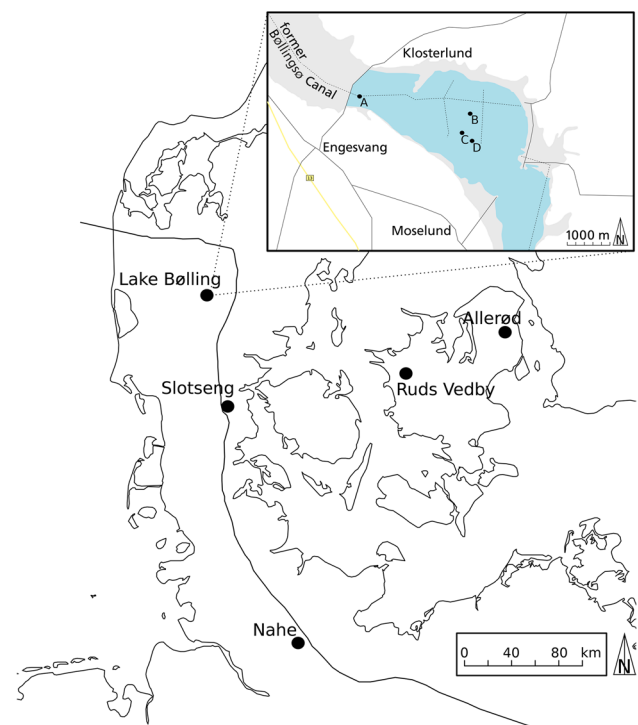 former
Bøllingsø Canal
Klosterlund
A
B
C
D
Engesvang
13
Moselund
1000 m
N
Lake Bølling
Allerød
Slotseng
Ruds Vedby
Nahe
0 40 80 km
N